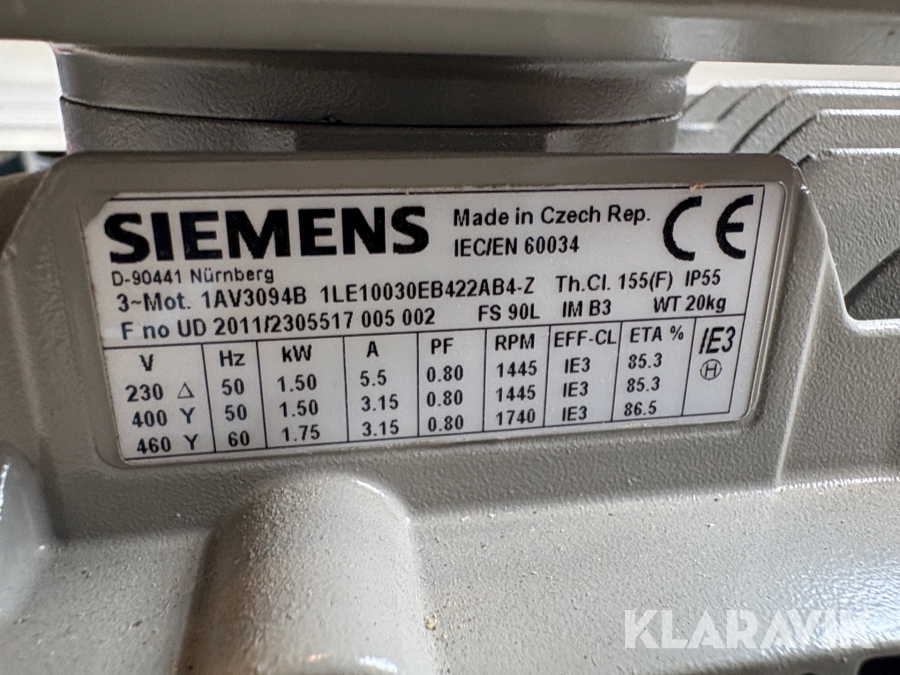 SIEMENS
Made in Czech Rep.
IEC/EN 60034
CE
D-90441 Nürnberg
3~Mot. 1AV3094B 1LE10030EB422AB4-Z Th.Cl. 155(F) IP55
F no UD 2011/2305517 005 002 FS 90L IM B3 WT 20kg
V Hz kW A PF RPM EFF-CL ETA % IE3
230 △ 50 1.50 5.5 0.80 1445 IE3 85.3
400 Y 50 1.50 3.15 0.80 1445 IE3 85.3
460 Y 60 1.75 3.15 0.80 1740 IE3 86.5
H
KLARAVIK